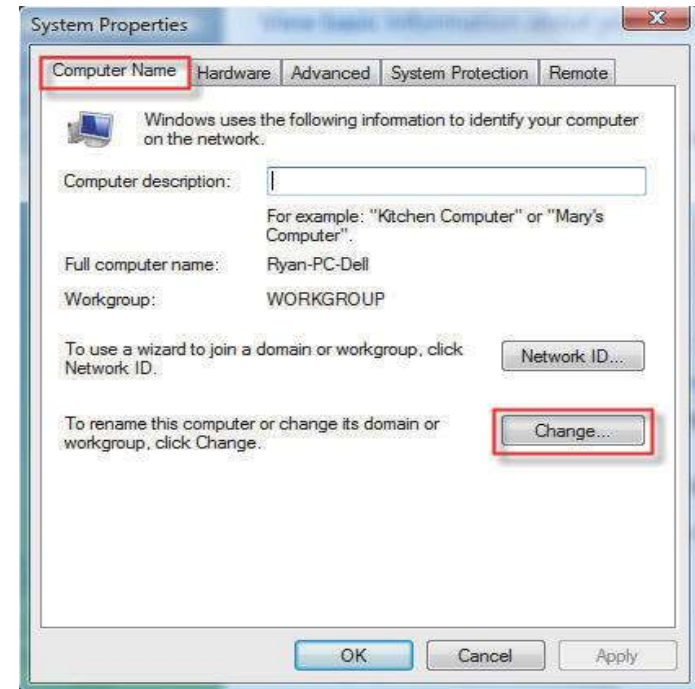 System Properties
Computer Name Hardware Advanced System Protection Remote
Windows uses the following information to identify your computer
on the network.
Computer description:
For example: "Kitchen Computer" or "Mary's
Computer".
Full computer name: Ryan-PC-Dell
Workgroup: WORKGROUP
To use a wizard to join a domain or workgroup, click
Network ID.
Network ID...
To rename this computer or change its domain or
workgroup, click Change.
Change...
OK Cancel Apply